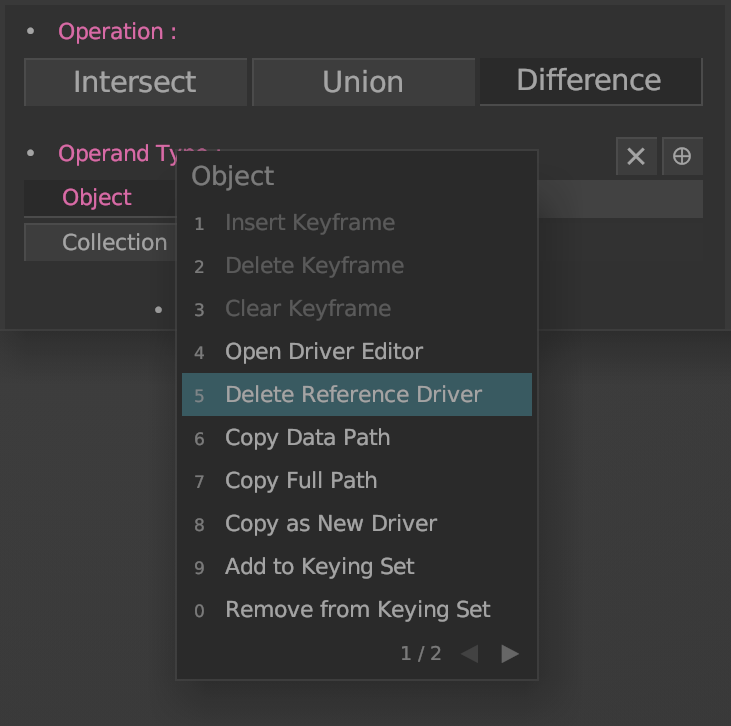 • Operation :
Intersect Union Difference
• Operand Type :
Object
Collection
•
Object
1 Insert Keyframe
2 Delete Keyframe
3 Clear Keyframe
4 Open Driver Editor
5 Delete Reference Driver
6 Copy Data Path
7 Copy Full Path
8 Copy as New Driver
9 Add to Keying Set
0 Remove from Keying Set
1 / 2